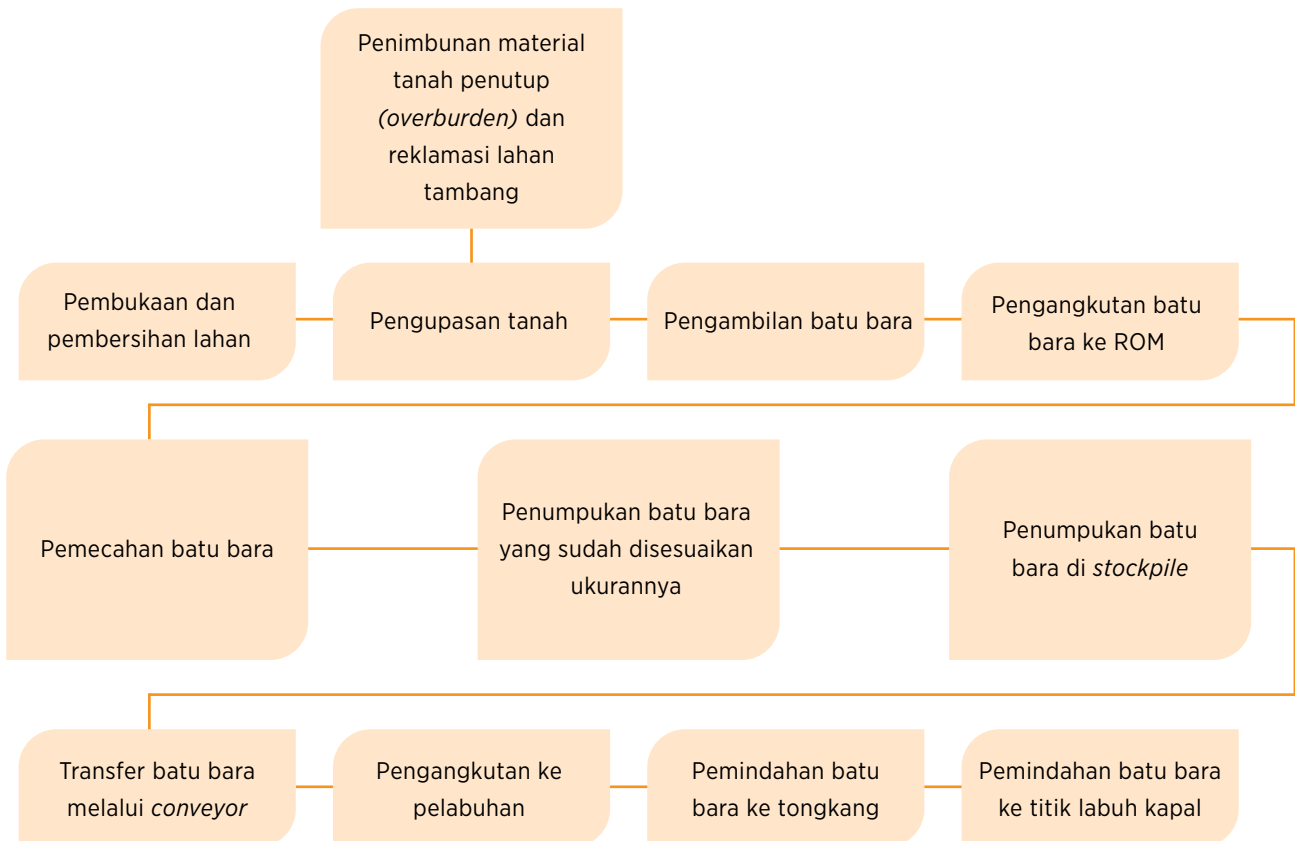 Penimbunan material
tanah penutup
(overburden) dan
reklamasi lahan
tambang
Pembukaan dan
pembersihan lahan
Pengupasan tanah
Pengambilan batu bara
Pengangkutan batu
bara ke ROM
Pemecahan batu bara
Penumpukan batu bara
yang sudah disesuaikan
ukurannya
Penumpukan batu
bara di stockpile
Transfer batu bara
melalui conveyor
Pengangkutan ke
pelabuhan
Pemindahan batu
bara ke tongkang
Pemindahan batu bara
ke titik labuh kapal